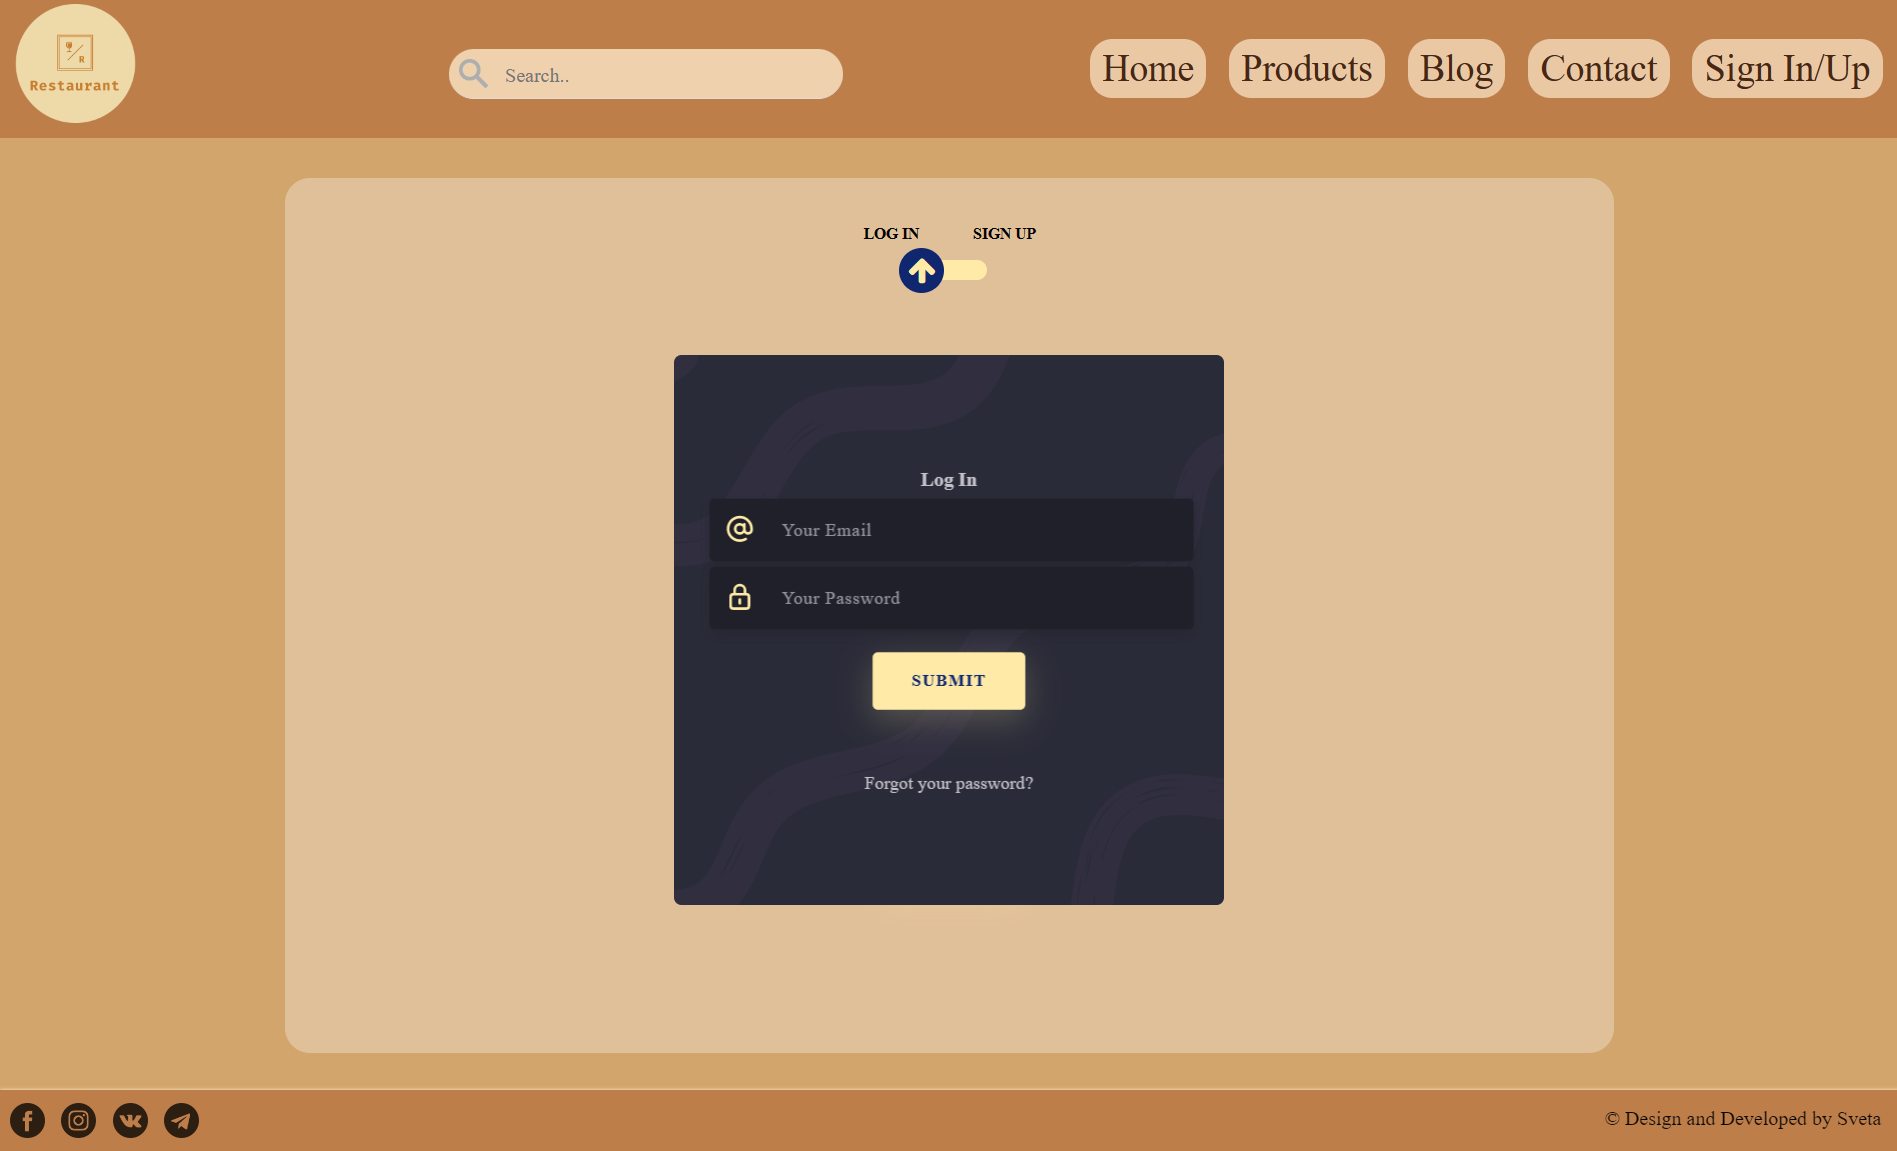 R
Restaurant
Search..
Home
Products
Blog
Contact
Sign In/Up
LOG IN
SIGN UP
Log In
Your Email
Your Password
SUBMIT
Forgot your password?
© Design and Developed by Sveta